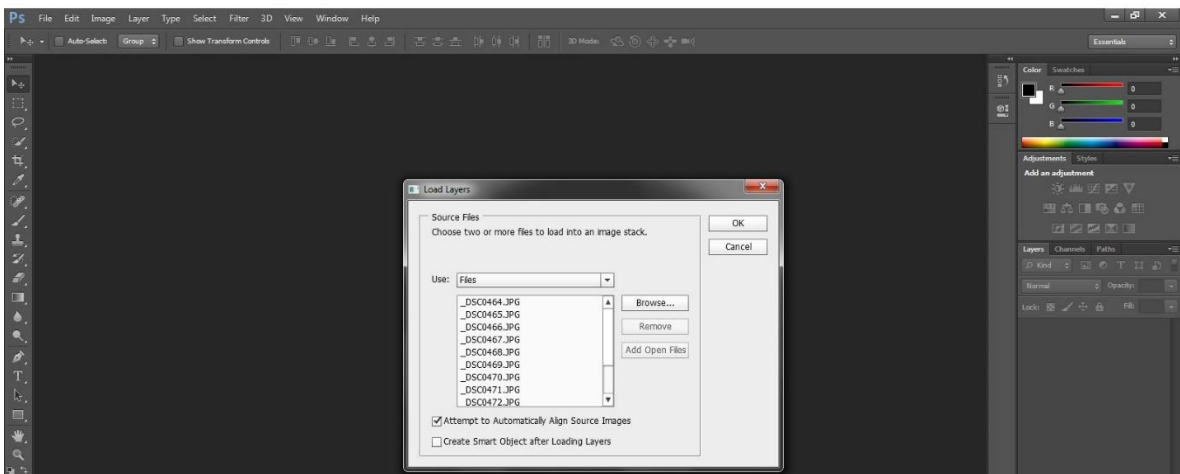 Ps File Edit Image Layer Type Select Filter 3D View Window Help
Auto-Select: Group Show Transform Controls 3D Mode: Essentials
Color Swatches
R 0
G 0
B 0
Adjustments Styles
Add an adjustment
Layers Channels Paths
Kind
Normal Opacity:
Lock: Fill:
T
Load Layers
Source Files
Choose two or more files to load into an image stack.
OK
Cancel
Use: Files
_DSC0464.JPG
_DSC0465.JPG
_DSC0466.JPG
_DSC0467.JPG
_DSC0468.JPG
_DSC0469.JPG
_DSC0470.JPG
_DSC0471.JPG
_DSC0472.JPG
Browse...
Remove
Add Open Files
Attempt to Automatically Align Source Images
Create Smart Object after Loading Layers